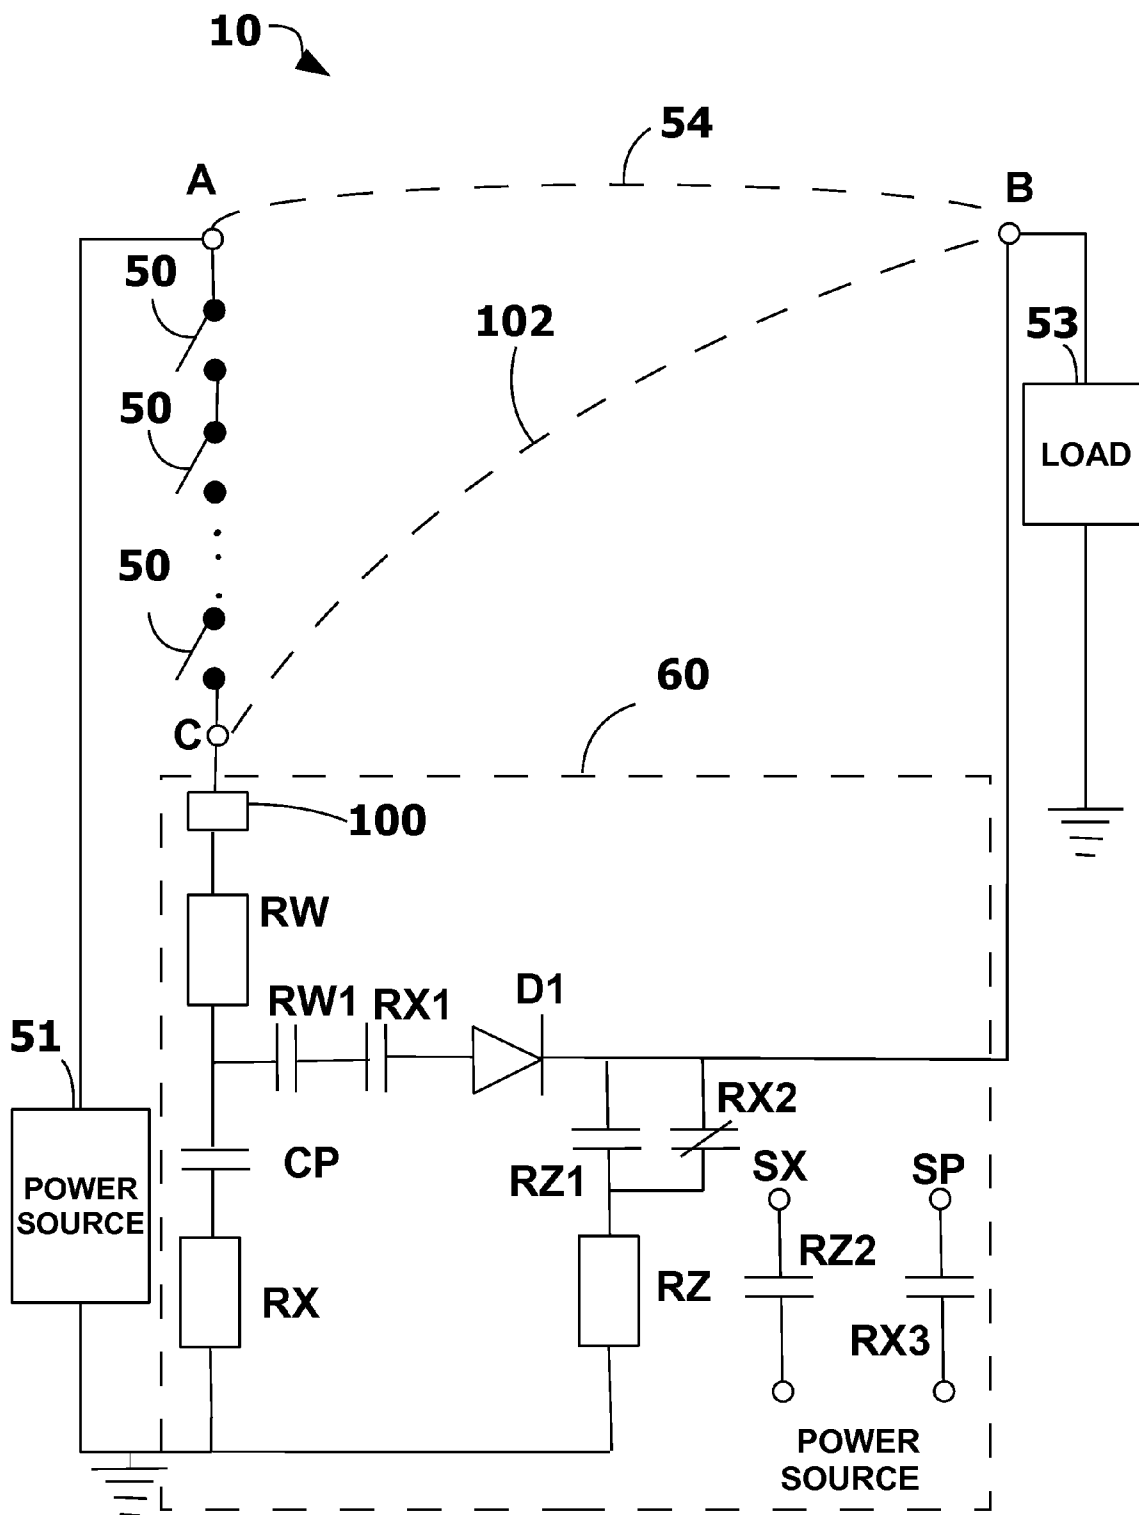 10
54
A
B
50
102
53
50
LOAD
50
60
C
100
RW
D1
RW1
RX1
51
RX2
CP
SX
SP
RZ1
POWER
SOURCE
RZ2
RZ
RX
RX3
POWER
SOURCE